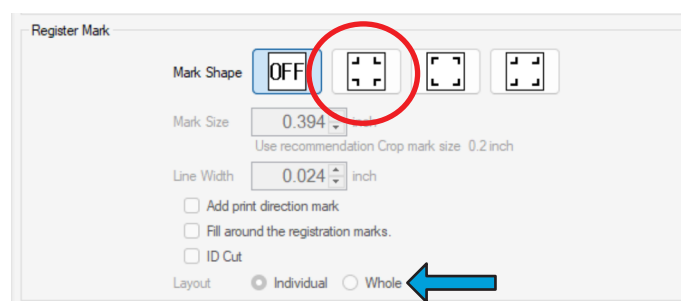 Register Mark
Mark Shape OFF
Mark Size 0.394 inch
Use recommendation Crop mark size 0.2 inch
Line Width 0.024 inch
Add print direction mark
Fill around the registration marks.
ID Cut
Layout Individual Whole